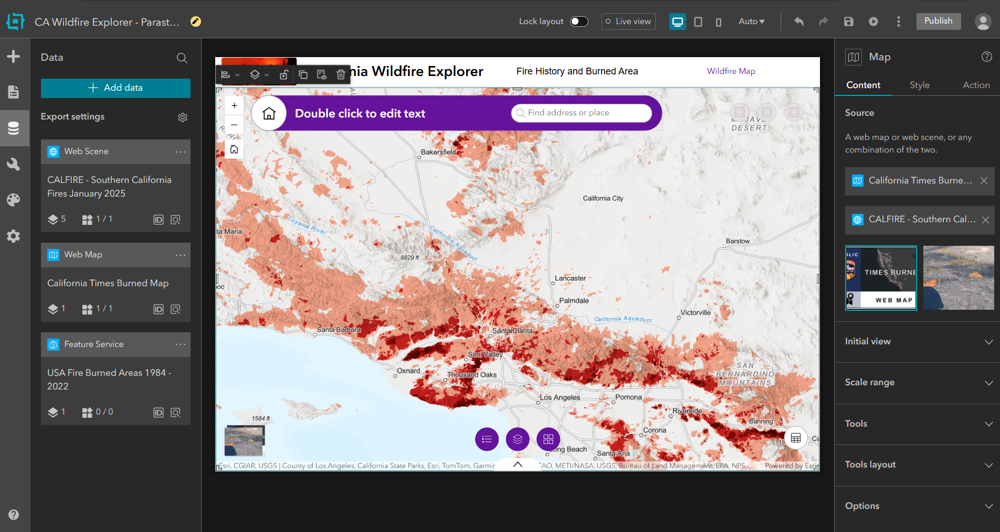 CA Wildfire Explorer - Parast...
Lock layout
Live view
Auto
Publish
Data
Add data
Export settings
Web Scene
CALFIRE - Southern California
Fires January 2025
5
1 / 1
ID
Web Map
California Times Burned Map
1
1 / 1
ID
Feature Service
USA Fire Burned Areas 1984 -
2022
1
0 / 0
ID
nia Wildfire Explorer
Fire History and Burned Area
Wildfire Map
Double click to edit text
Find address or place
MOJAVE
DESERT
Bakersfield
California City
Cuyama River
California Aqueduct
ta Maria
Barstow
8829 ft
Lancaster
oc
Palmdale
Victorville
California Aqueduct
Santa Barbara
Santa Clarita
Simi Valley
SAN
BERNARDINO
MOUNTAINS
Oxnard
Thousand Oaks
Los Angeles
Pomona
Riverside
1584 ft
Banning
Corona
Long Beach
Santa Ana
Ca
Esri, CGIAR, USGS | County of Los Angeles, California State Parks, Esri, TomTom, Garmin
FAO, METI/NASA, USGS, Bureau of Land Management, EPA, NPS, ...
Powered by Esri
Map
Content
Style
Action
Source
A web map or web scene, or any
combination of the two.
California Times Burne...
CALFIRE - Southern Cal...
BLIC
TIMES BURNE
WEB MAP
Initial view
Scale range
Tools
Tools layout
Options